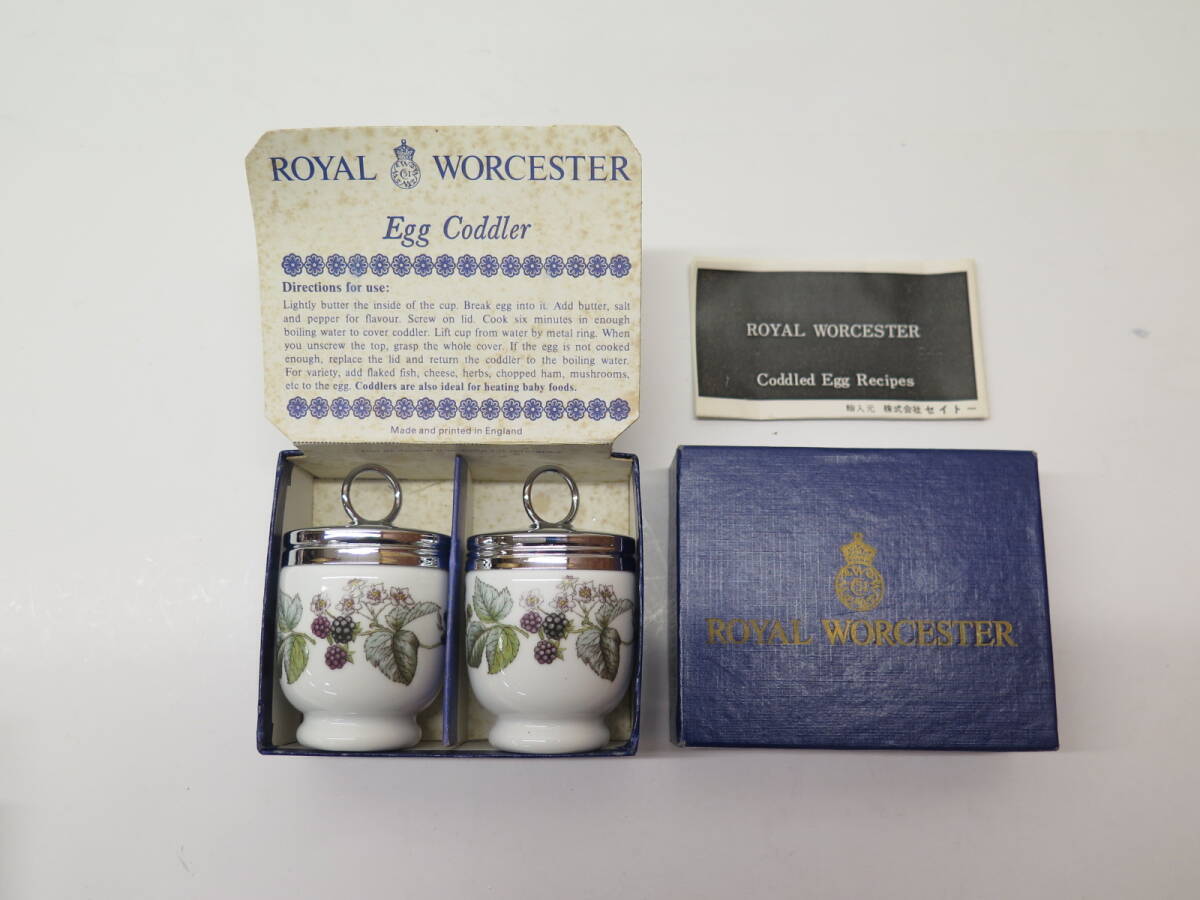 ROYAL WORCESTER
Egg Coddler
Directions for use:
Lightly butter the inside of the cup. Break egg into it. Add butter, salt
and pepper for flavour. Screw on lid. Cook six minutes in enough
boiling water to cover coddler. Lift cup from water by metal ring. When
you unscrew the top, grasp the whole cover. If the egg is not cooked
enough, replace the lid and return the coddler to the boiling water.
For variety, add flaked fish, cheese, herbs, chopped ham, mushrooms,
etc to the egg. Coddlers are also ideal for heating baby foods.
Made and printed in England
ROYAL WORCESTER
Coddled Egg Recipes
輸入元 株式会社 セイトー
ROYAL WORCESTER